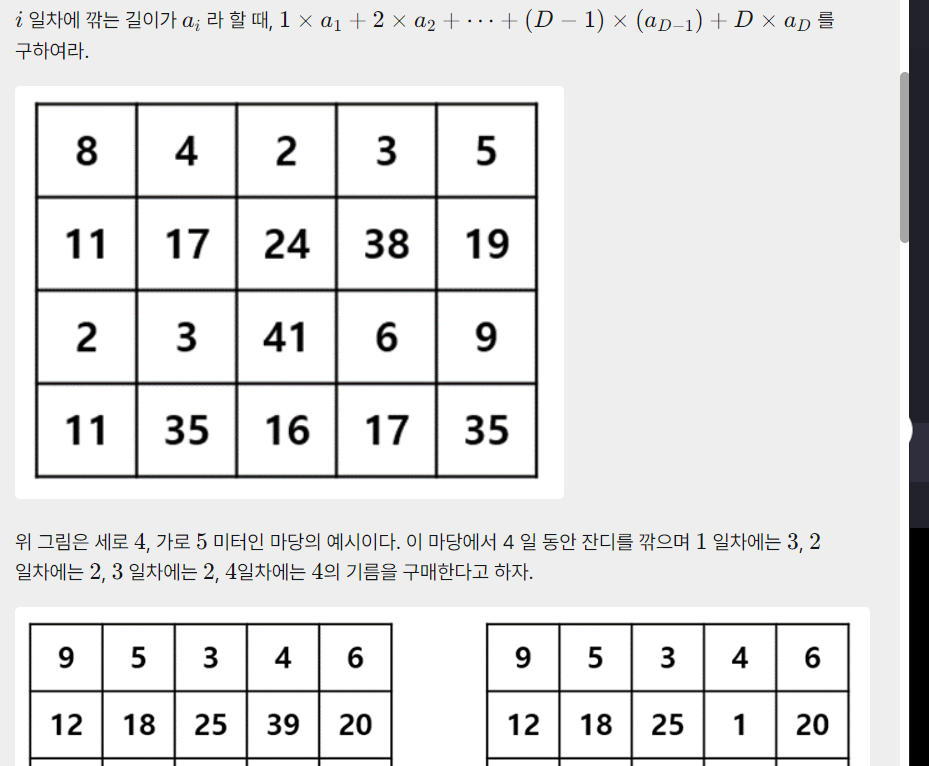 i 일차에 깎는 길이가 a_i 라 할 때, 1 × a_1 + 2 × a_2 + ⋯ + (D − 1) × (a_{D−1}) + D × a_D 를
구하여라.
8 4 2 3 5
11 17 24 38 19
2 3 41 6 9
11 35 16 17 35
위 그림은 세로 4, 가로 5 미터인 마당의 예시이다. 이 마당에서 4 일 동안 잔디를 깎으며 1 일차에는 3, 2
일차에는 2, 3 일차에는 2, 4일차에는 4의 기름을 구매한다고 하자.
9 5 3 4 6 9 5 3 4 6
12 18 25 39 20 12 18 25 1 20